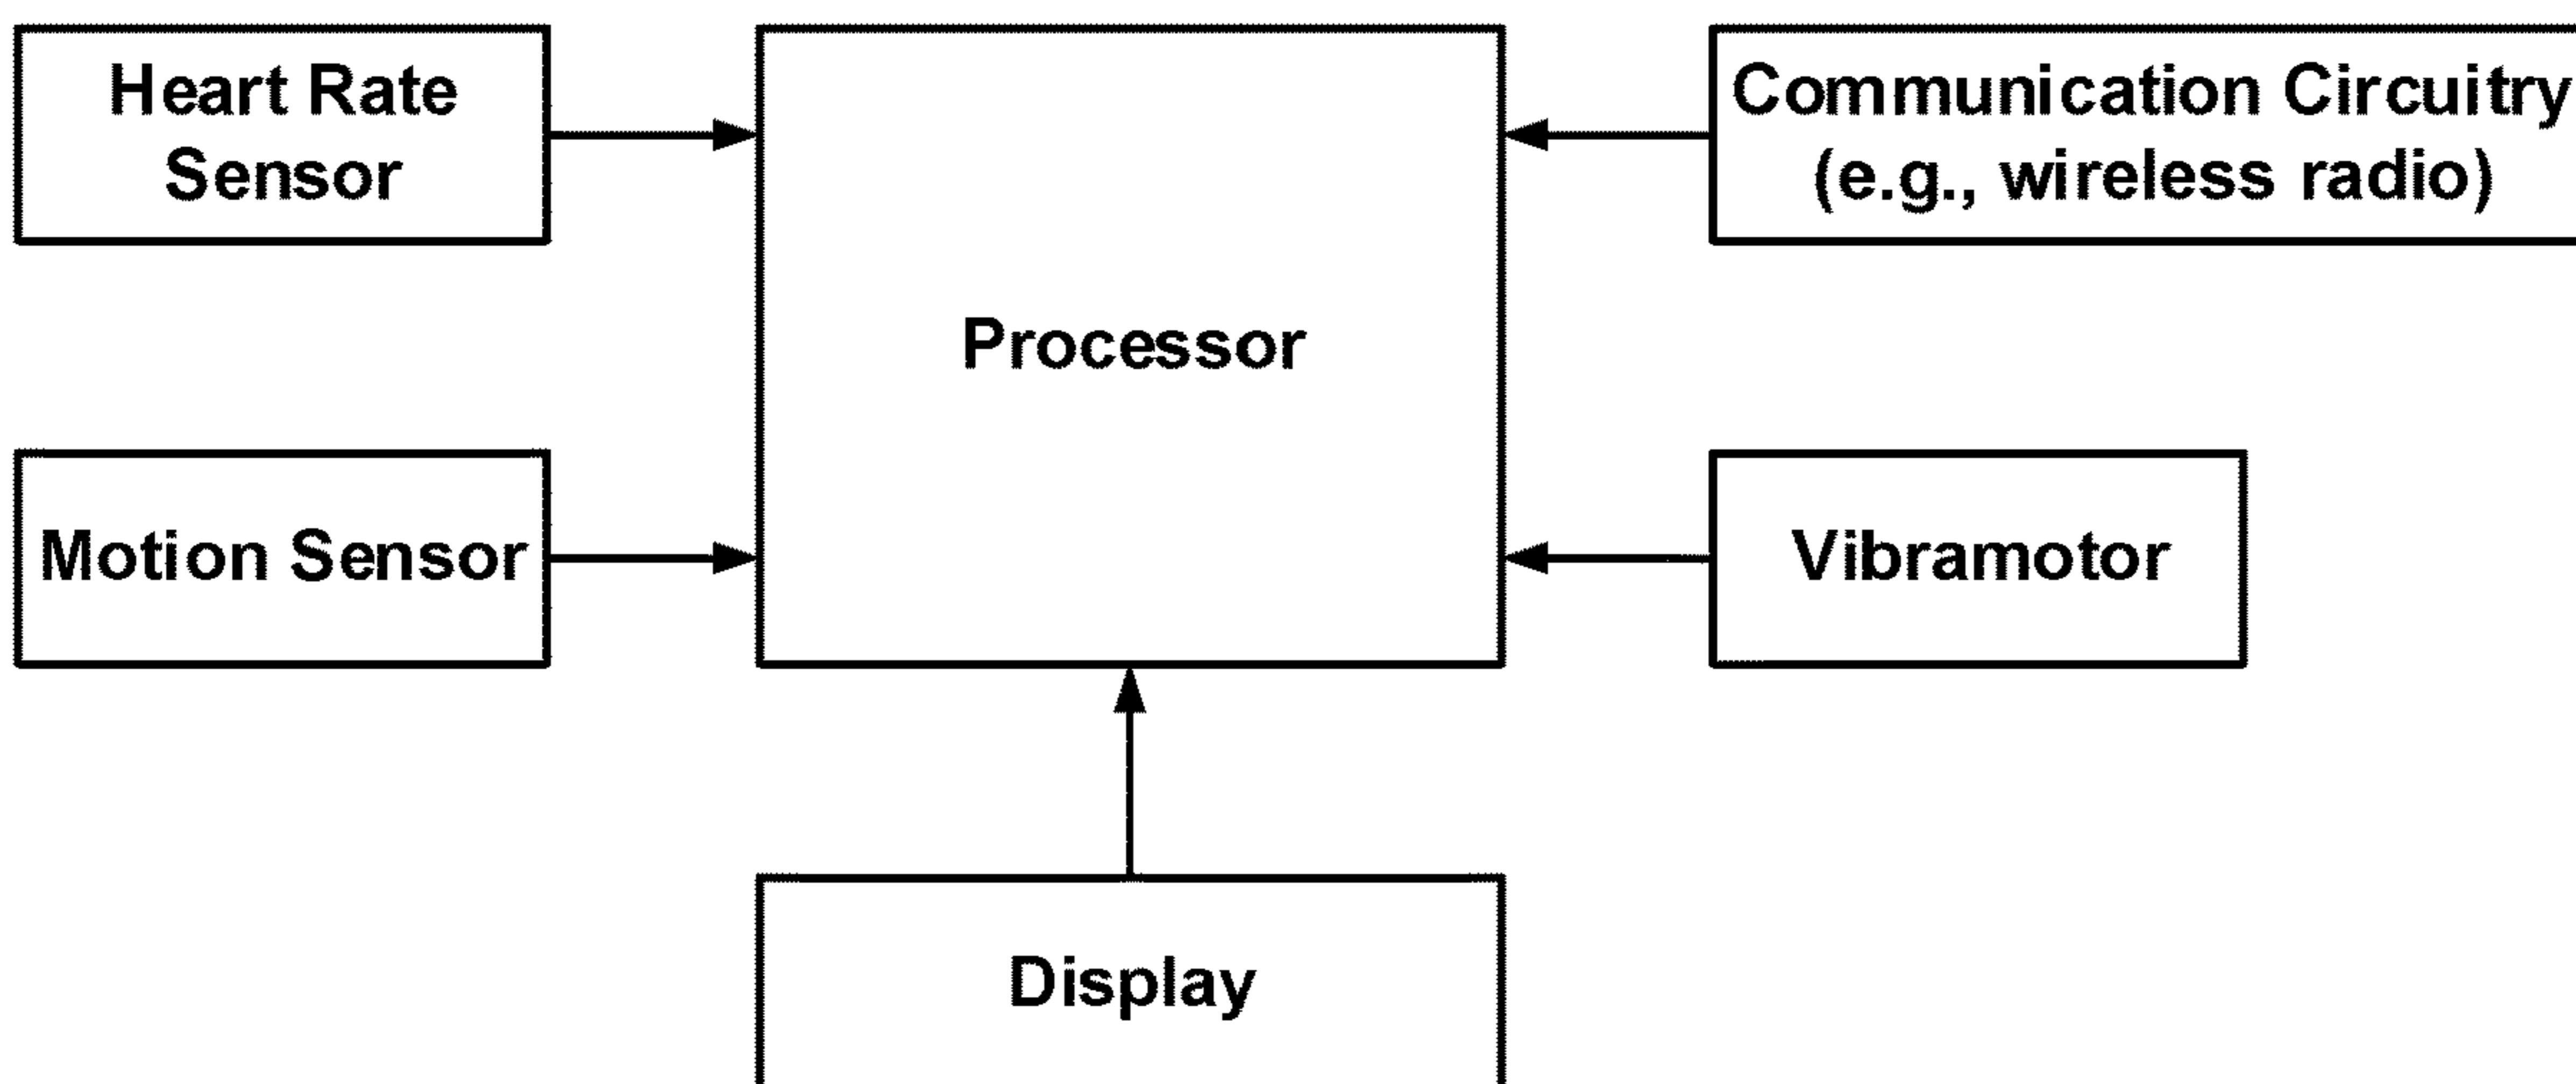 Heart Rate
Sensor
Processor
Communication Circuitry
(e.g., wireless radio)
Motion Sensor
Vibramotor
Display